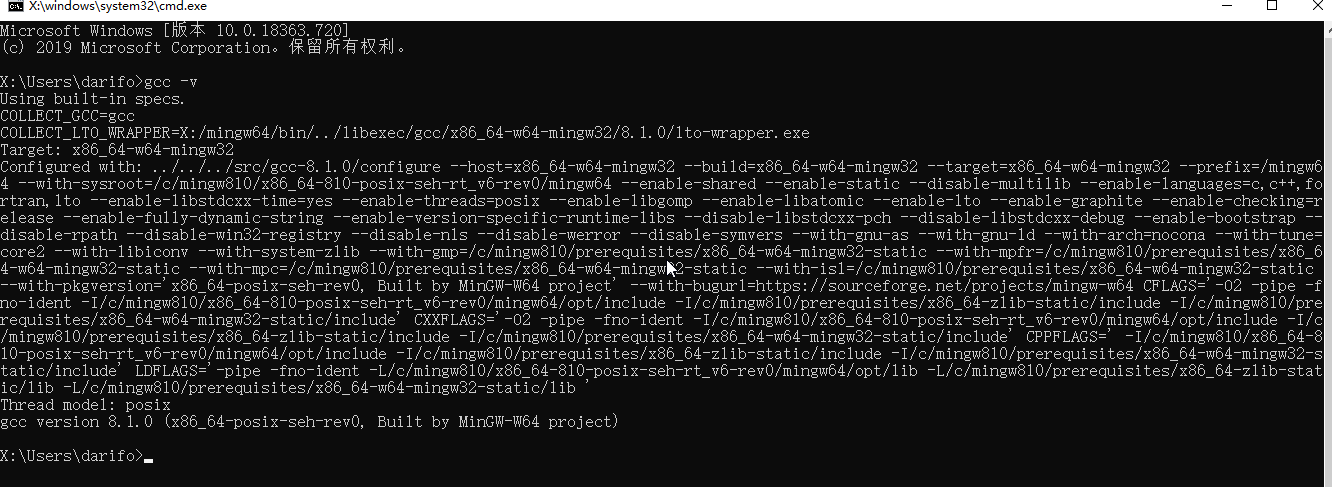 X:\windows\system32\cmd.exe
Microsoft Windows [版本 10.0.18363.720]
(c) 2019 Microsoft Corporation。保留所有权利。
X:\Users\darifo>gcc -v
Using built-in specs.
COLLECT_GCC=gcc
COLLECT_LTO_WRAPPER=X:/mingw64/bin/../libexec/gcc/x86_64-w64-mingw32/8.1.0/lto-wrapper.exe
Target: x86_64-w64-mingw32
Configured with: ../../../src/gcc-8.1.0/configure --host=x86_64-w64-mingw32 --build=x86_64-w64-mingw32 --target=x86_64-w64-mingw32 --prefix=/mingw6
4 --with-sysroot=/c/mingw810/x86_64-810-posix-seh-rt_v6-rev0/mingw64 --enable-shared --enable-static --disable-multilib --enable-languages=c,c++,fo
rtran,lto --enable-libstdcxx-time=yes --enable-threads=posix --enable-libgomp --enable-libatomic --enable-lto --enable-graphite --enable-checking=r
elease --enable-fully-dynamic-string --enable-version-specific-runtime-libs --disable-libstdcxx-pch --disable-libstdcxx-debug --enable-bootstrap --
disable-rpath --disable-win32-registry --disable-nls --disable-werror --disable-symvers --with-gnu-as --with-gnu-ld --with-arch=nocona --with-tune=
core2 --with-libiconv --with-system-zlib --with-gmp=/c/mingw810/prerequisites/x86_64-w64-mingw32-static --with-mpfr=/c/mingw810/prerequisites/x86_6
4-w64-mingw32-static --with-mpc=/c/mingw810/prerequisites/x86_64-w64-mingw32-static --with-isl=/c/mingw810/prerequisites/x86_64-w64-mingw32-static
--with-pkgversion='x86_64-posix-seh-rev0, Built by MinGW-W64 project' --with-bugurl=https://sourceforge.net/projects/mingw-w64 CFLAGS='-O2 -pipe -f
no-ident -I/c/mingw810/x86_64-810-posix-seh-rt_v6-rev0/mingw64/opt/include -I/c/mingw810/prerequisites/x86_64-zlib-static/include -I/c/mingw810/pre
requisites/x86_64-w64-mingw32-static/include' CXXFLAGS='-O2 -pipe -fno-ident -I/c/mingw810/x86_64-810-posix-seh-rt_v6-rev0/mingw64/opt/include -I/c
/mingw810/prerequisites/x86_64-zlib-static/include -I/c/mingw810/prerequisites/x86_64-w64-mingw32-static/include' CPPFLAGS=' -I/c/mingw810/x86_64-8
10-posix-seh-rt_v6-rev0/mingw64/opt/include -I/c/mingw810/prerequisites/x86_64-zlib-static/include -I/c/mingw810/prerequisites/x86_64-w64-mingw32-s
tatic/include' LDFLAGS='-pipe -fno-ident -L/c/mingw810/x86_64-810-posix-seh-rt_v6-rev0/mingw64/opt/lib -L/c/mingw810/prerequisites/x86_64-zlib-stat
ic/lib -L/c/mingw810/prerequisites/x86_64-w64-mingw32-static/lib '
Thread model: posix
gcc version 8.1.0 (x86_64-posix-seh-rev0, Built by MinGW-W64 project)
X:\Users\darifo>